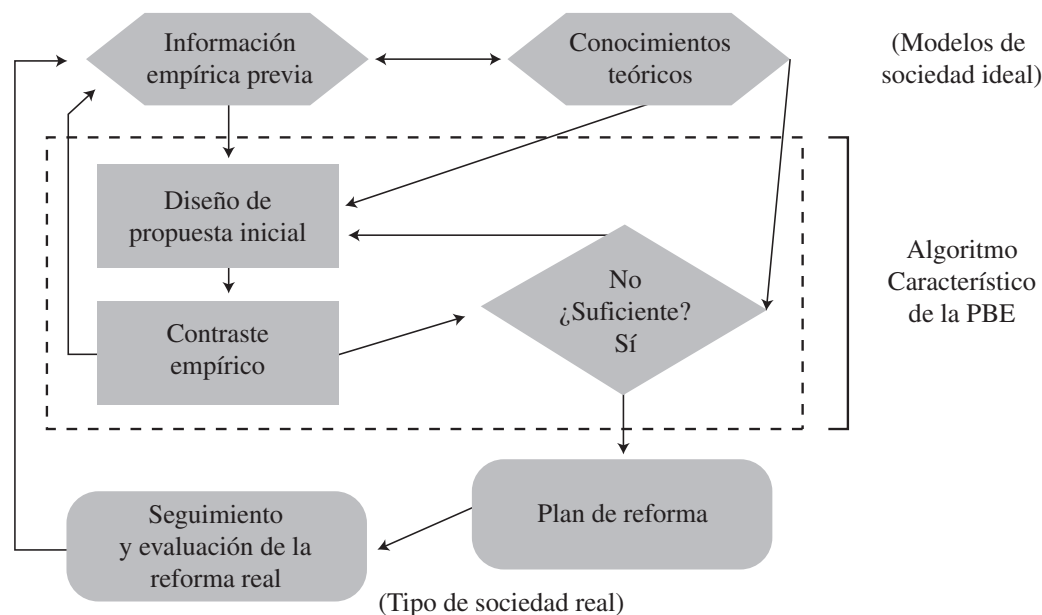 Información
empírica previa
Conocimientos
teóricos
(Modelos de
sociedad ideal)
Diseño de
propuesta inicial
No
¿Suficiente?
Sí
Algoritmo
Característico
de la PBE
Contraste
empírico
Plan de reforma
Seguimiento
y evaluación de la
reforma real
(Tipo de sociedad real)